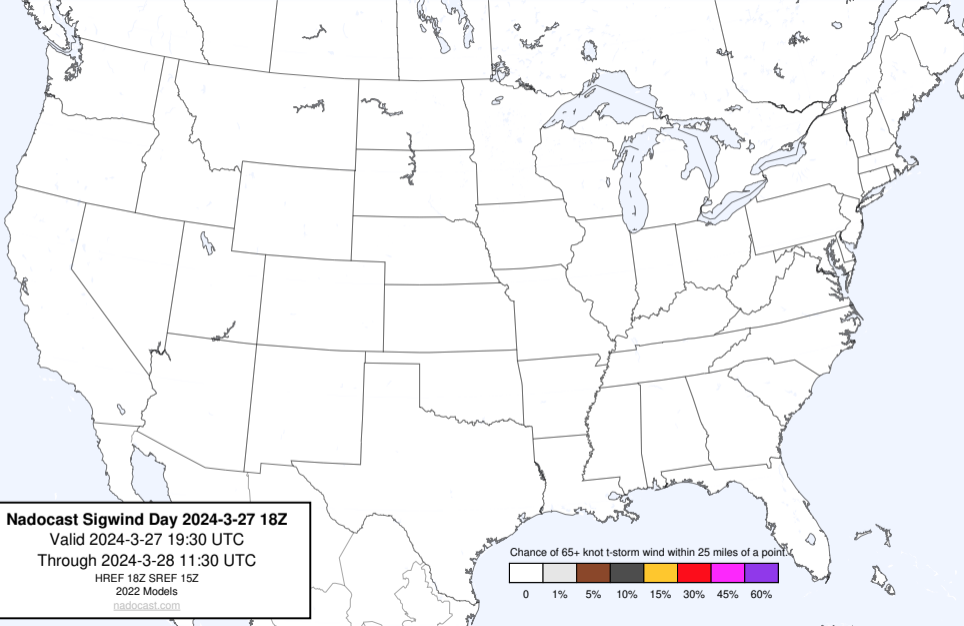 Nadocast Sigwind Day 2024-3-27 18Z
Valid 2024-3-27 19:30 UTC
Through 2024-3-28 11:30 UTC
HREF 18Z SREF 15Z
2022 Models
nadocast.com
Chance of 65+ knot t-storm wind within 25 miles of a point.
0 1% 5% 10% 15% 30% 45% 60%